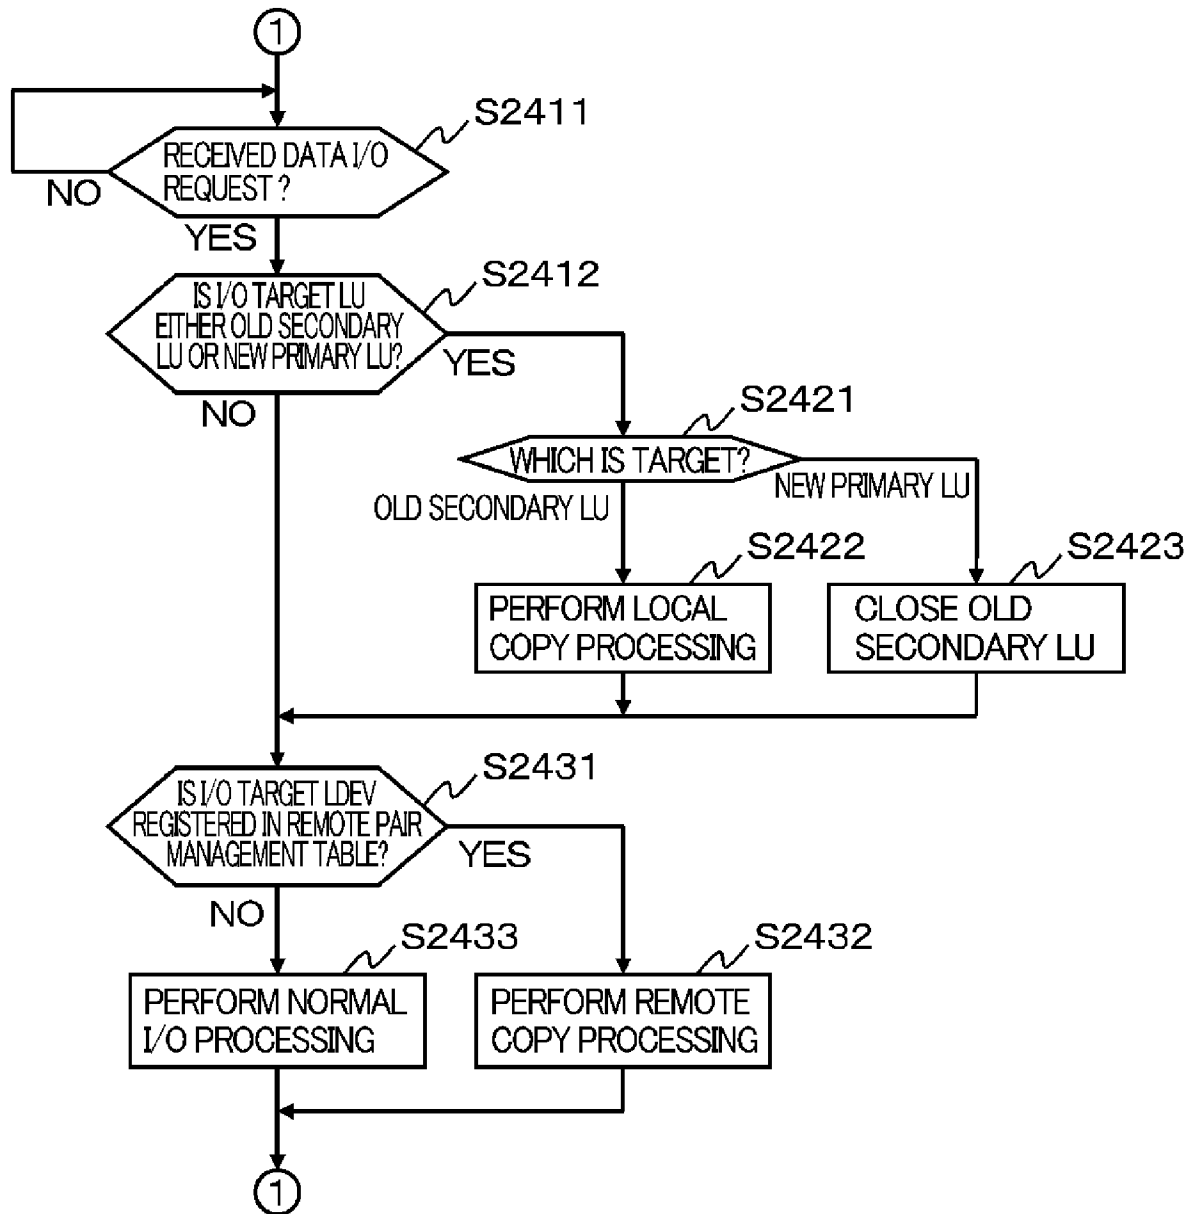 1
S2411
RECEIVED DATA I/O
REQUEST ?
NO
YES
S2412
IS I/O TARGET LU
EITHER OLD SECONDARY
LU OR NEW PRIMARY LU?
YES
NO
S2421
WHICH IS TARGET?
NEW PRIMARY LU
OLD SECONDARY LU
S2422
PERFORM LOCAL
COPY PROCESSING
S2423
CLOSE OLD
SECONDARY LU
S2431
IS I/O TARGET LDEV
REGISTERED IN REMOTE PAIR
MANAGEMENT TABLE?
YES
NO
S2433
PERFORM NORMAL
I/O PROCESSING
S2432
PERFORM REMOTE
COPY PROCESSING
1